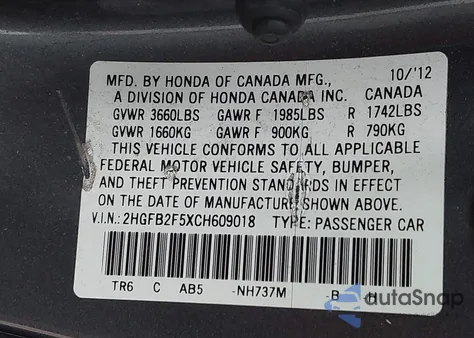 MFD. BY HONDA OF CANADA MFG., 10/'12
A DIVISION OF HONDA CANADA INC. CANADA
GVWR 3660LBS GAWR F 1985LBS R 1742LBS
GVWR 1660KG GAWR F 900KG R 790KG
THIS VEHICLE CONFORMS TO ALL APPLICABLE
FEDERAL MOTOR VEHICLE SAFETY, BUMPER,
AND THEFT PREVENTION STANDARDS IN EFFECT
ON THE DATE OF MANUFACTURE SHOWN ABOVE.
V.I.N.: 2HGFB2F5XCH609018 TYPE: PASSENGER CAR
TR6 C AB5 -NH737M -B H
autoSnap